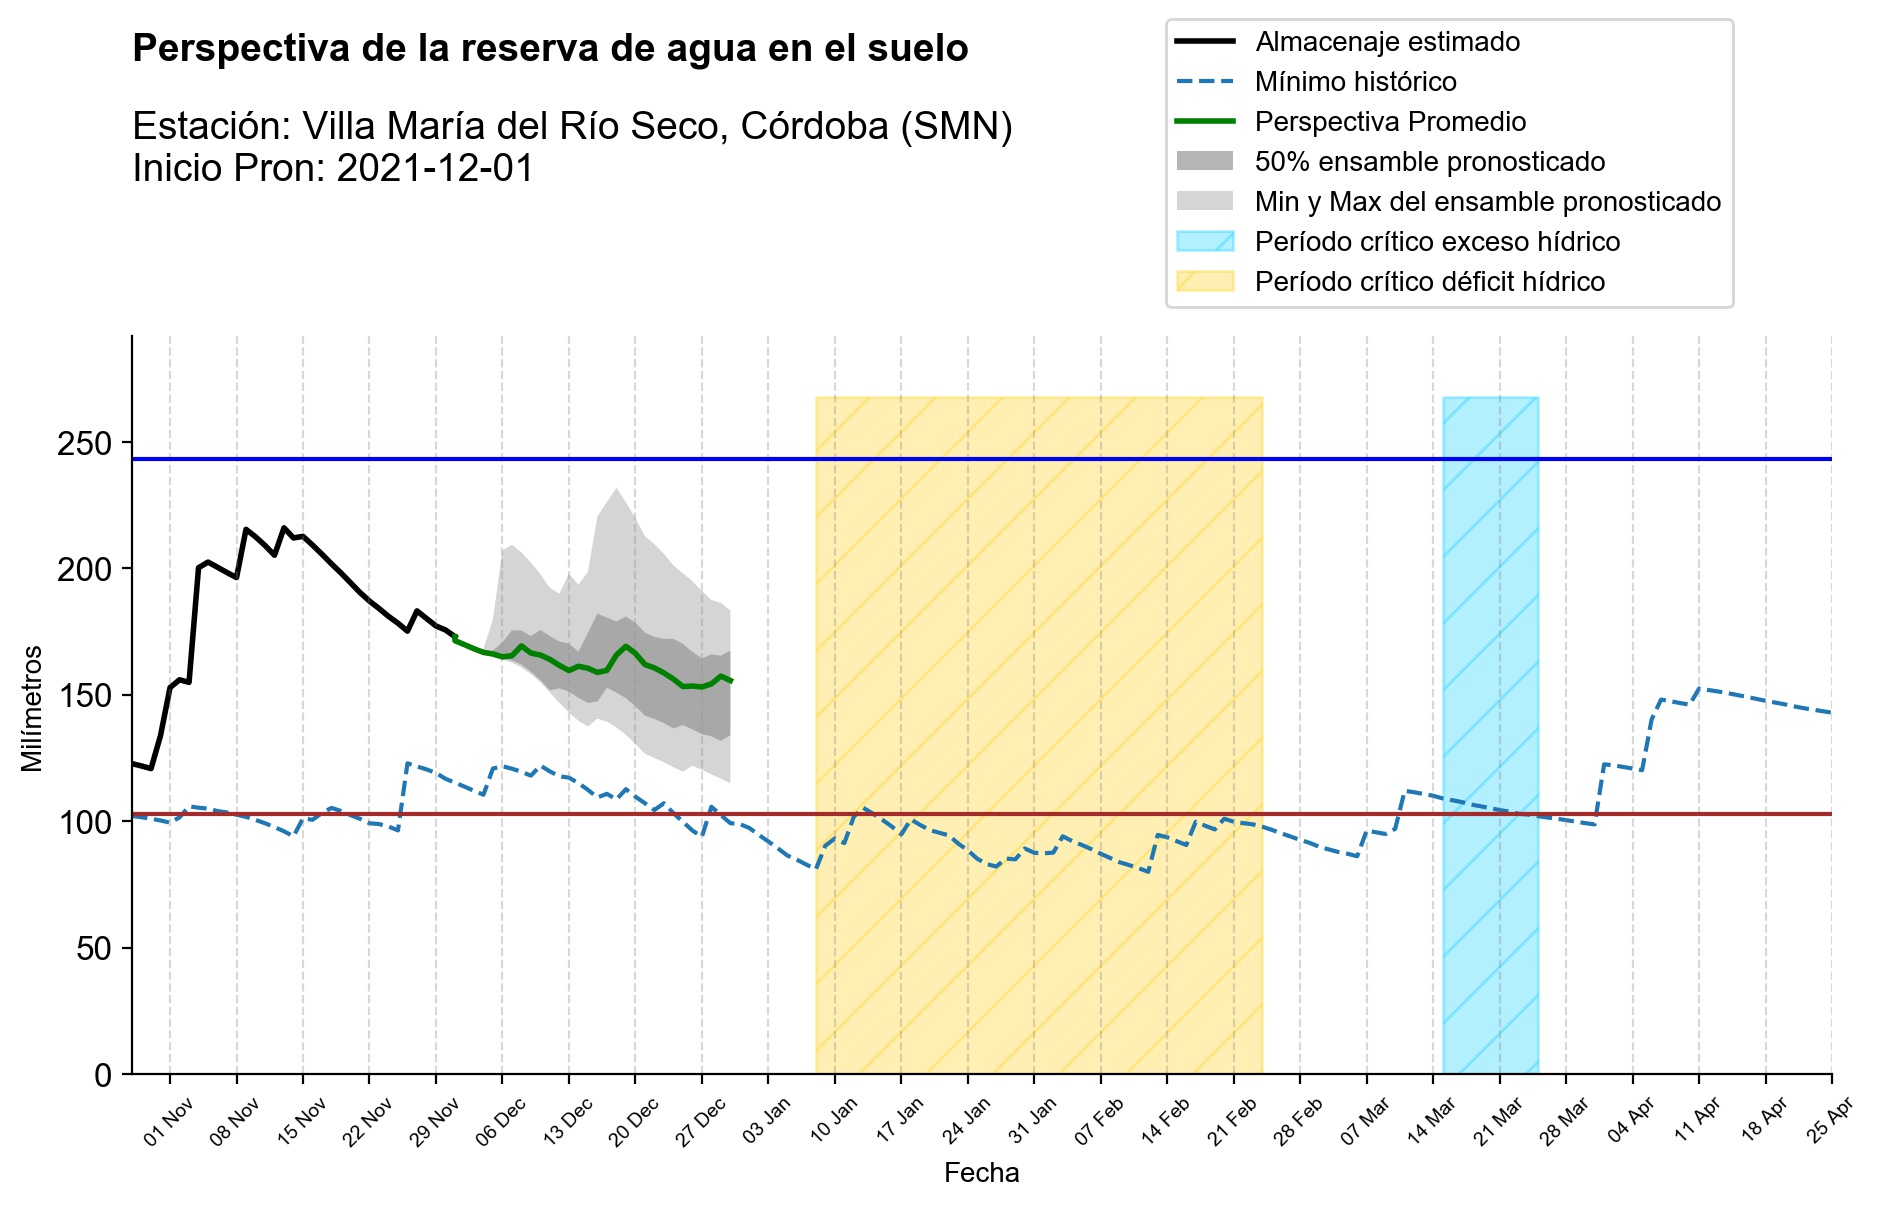 Perspectiva de la reserva de agua en el suelo
Estación: Villa María del Río Seco, Córdoba (SMN)
Inicio Pron: 2021-12-01
Almacenaje estimado
Mínimo histórico
Perspectiva Promedio
50% ensamble pronosticado
Min y Max del ensamble pronosticado
Período crítico exceso hídrico
Período crítico déficit hídrico
Milímetros
250
200
150
100
50
0
01 Nov
08 Nov
15 Nov
22 Nov
29 Nov
06 Dec
13 Dec
20 Dec
27 Dec
03 Jan
10 Jan
17 Jan
24 Jan
31 Jan
07 Feb
14 Feb
21 Feb
28 Feb
07 Mar
14 Mar
21 Mar
28 Mar
04 Apr
11 Apr
18 Apr
25 Apr
Fecha